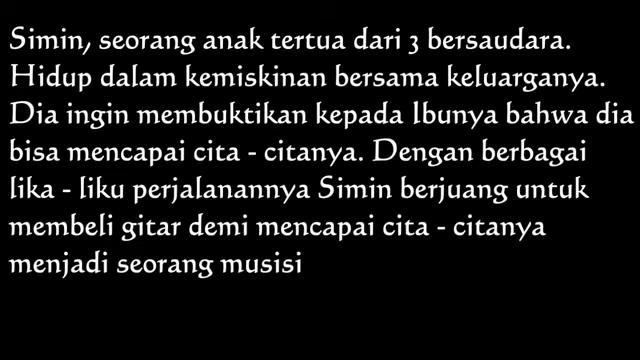 Simin, seorang anak tertua dari 3 bersaudara.
Hidup dalam kemiskinan bersama keluarganya.
Dia ingin membuktikan kepada Ibunya bahwa dia
bisa mencapai cita - citanya. Dengan berbagai
lika - liku perjalanannya Simin berjuang untuk
membeli gitar demi mencapai cita - citanya
menjadi seorang musisi